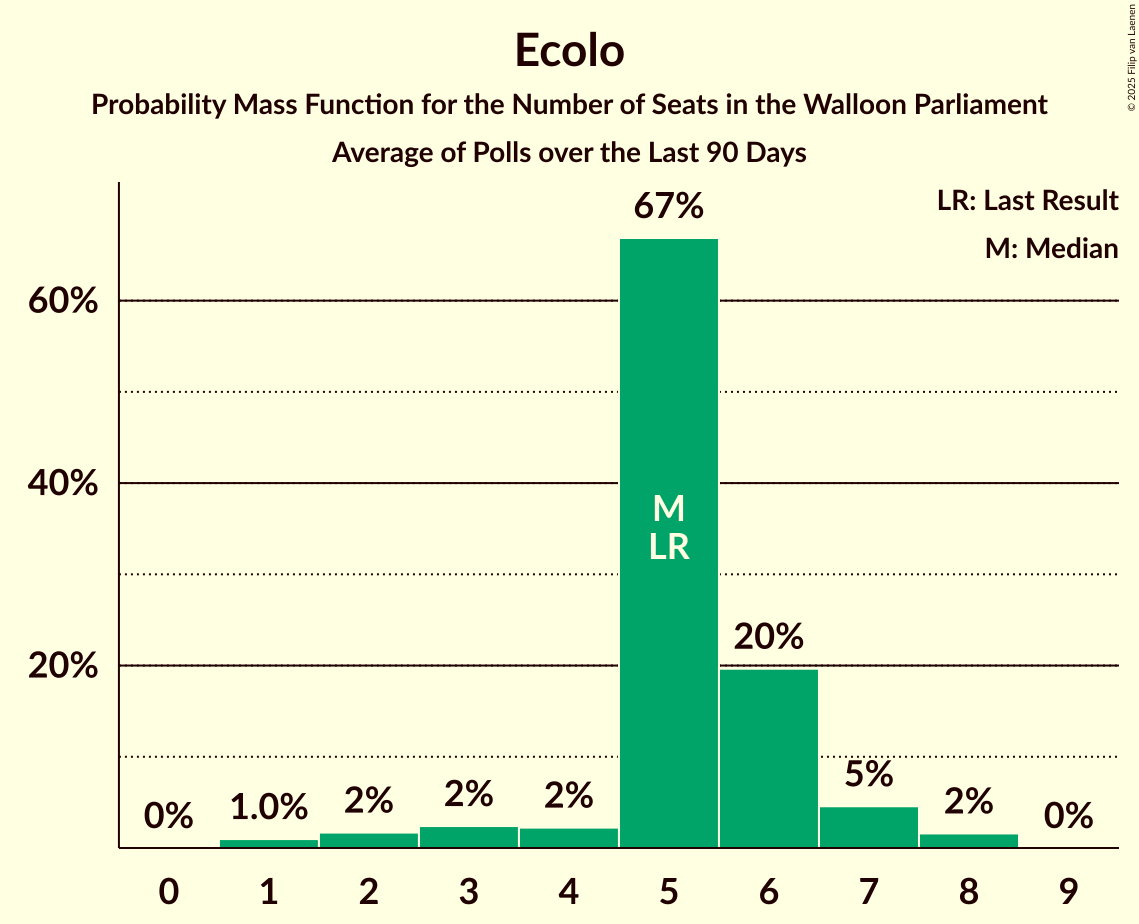 Ecolo
Probability Mass Function for the Number of Seats in the Walloon Parliament
Average of Polls over the Last 90 Days
© 2025 Filip van Laenen
LR: Last Result
M: Median
60%
40%
20%
0%
1.0%
2%
2%
2%
67%
M
LR
20%
5%
2%
0%
0 1 2 3 4 5 6 7 8 9